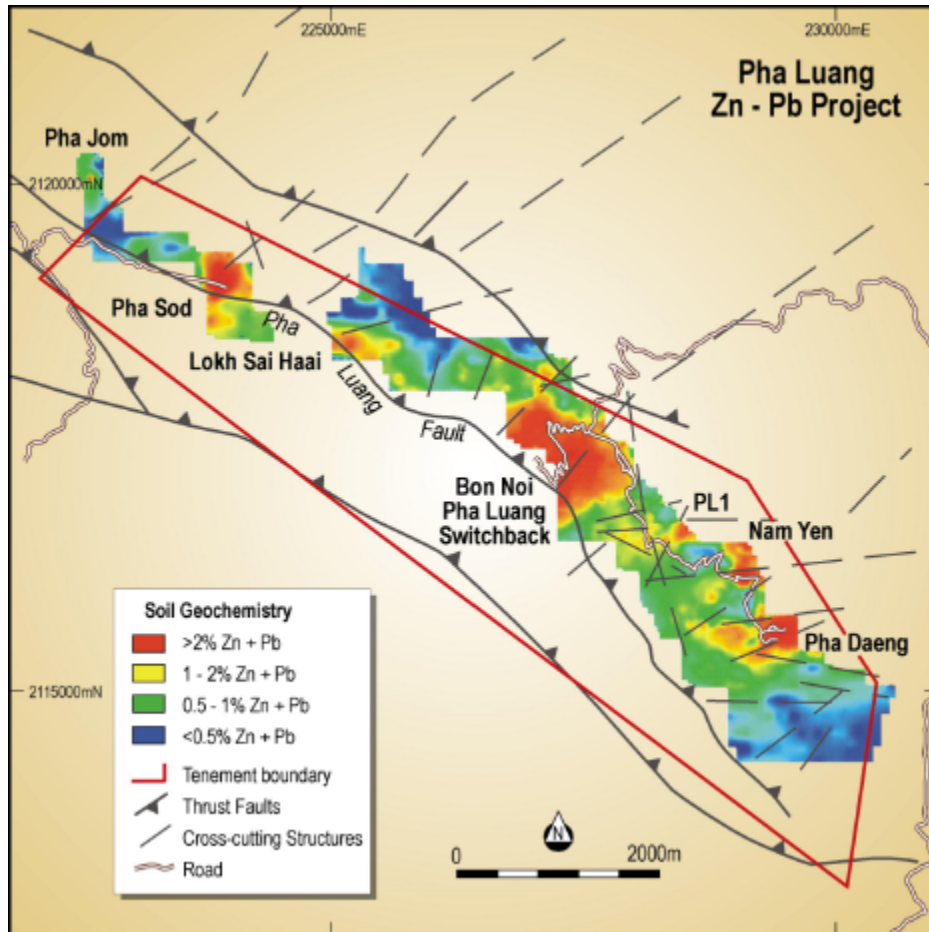 225000mE
230000mE
Pha Luang
Zn - Pb Project
Pha Jom
2120000mN
Pha Sod
Pha
Lokh Sai Haai
Luang
Fault
Bon Noi
Pha Luang
Switchback
PL1
Nam Yen
Pha Daeng
Soil Geochemistry
>2% Zn + Pb
1 - 2% Zn + Pb
0.5 - 1% Zn + Pb
<0.5% Zn + Pb
Tenement boundary
Thrust Faults
Cross-cutting Structures
Road
2115000mN
N
0
2000m